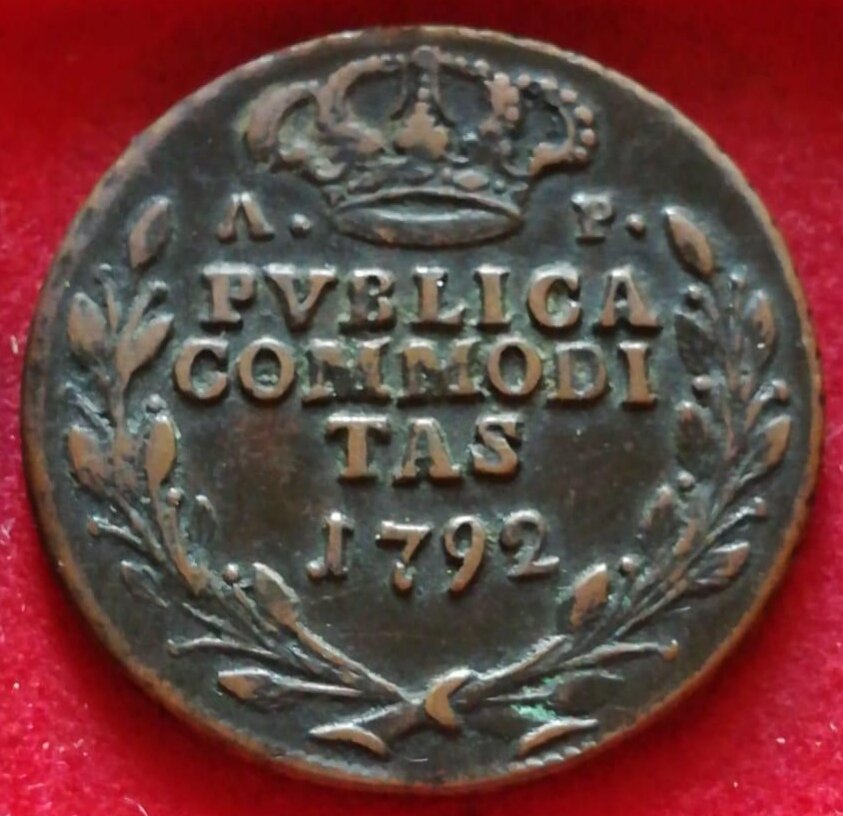 A. P.
PVBLICA
COMMODI
TAS
1792